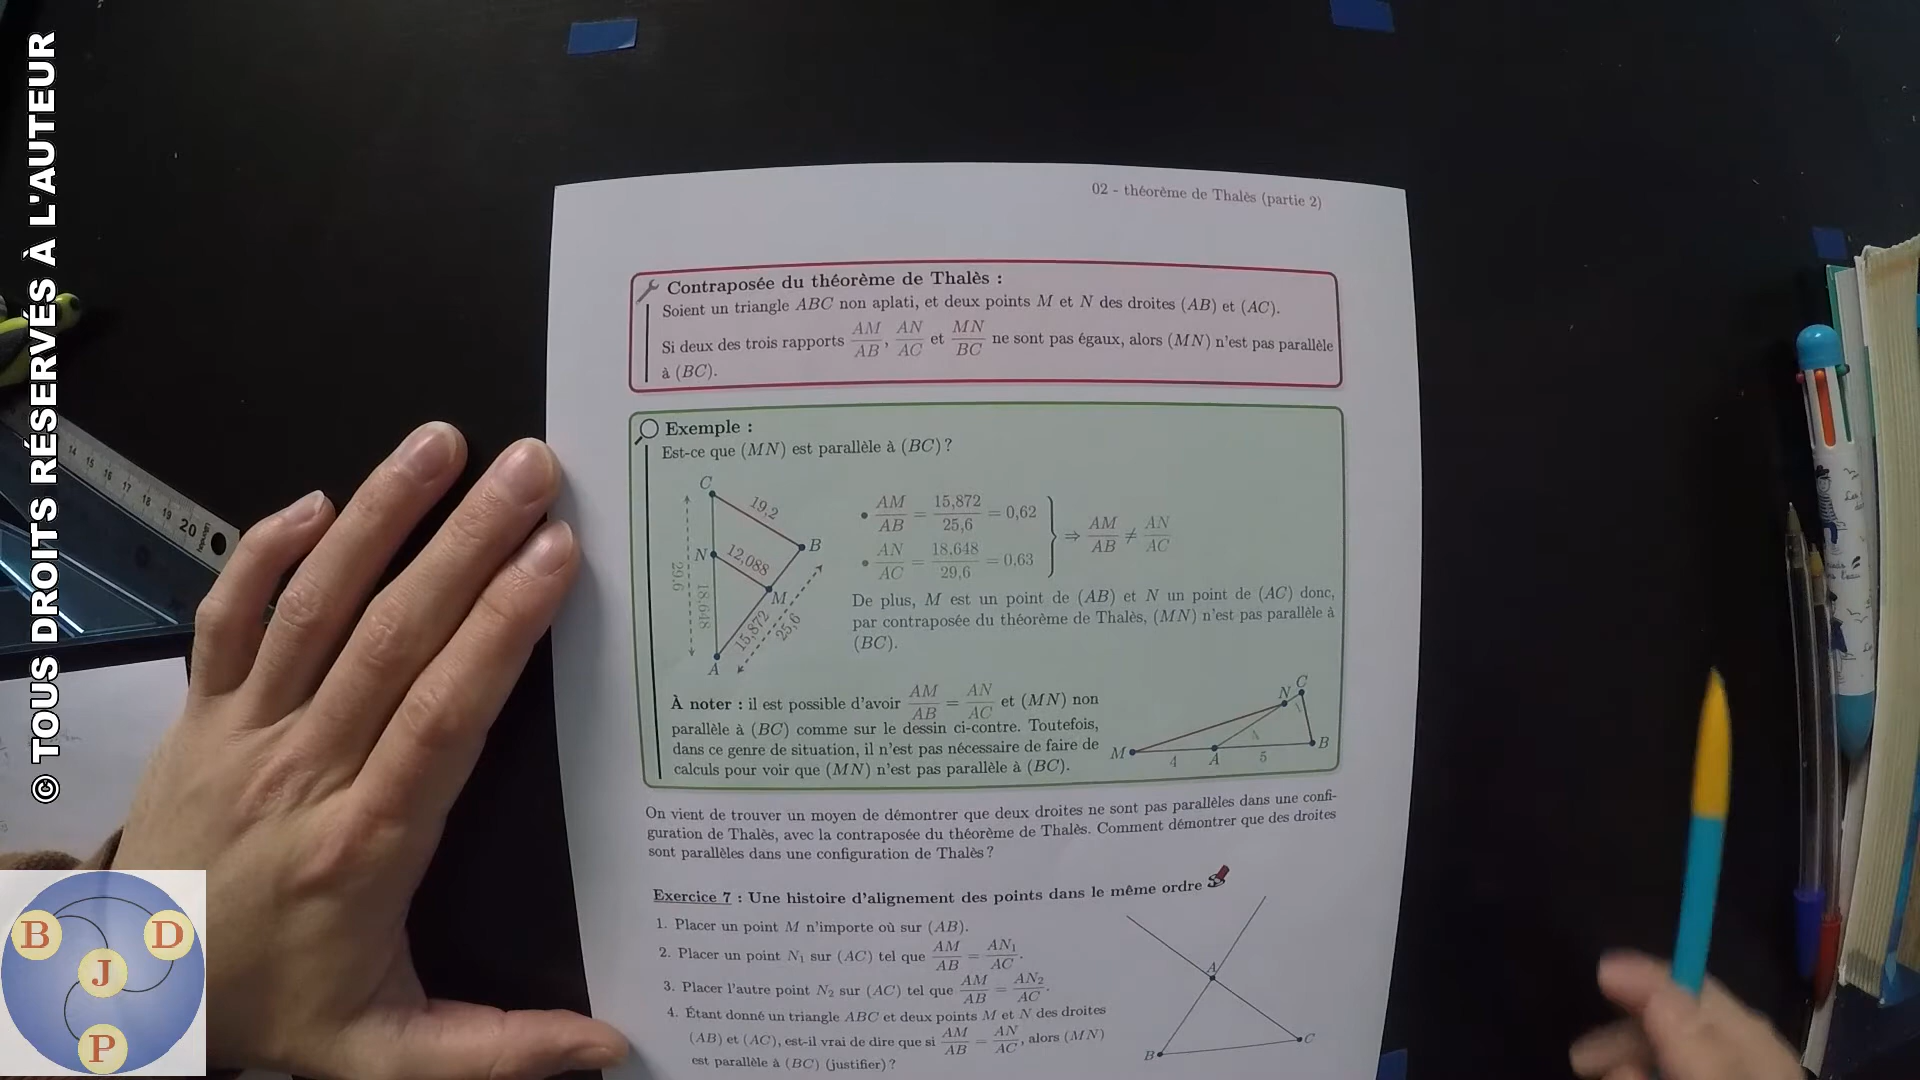 © TOUS DROITS RÉSERVÉS À L'AUTEUR
02 - théorème de Thalès (partie 2)
Contraposée du théorème de Thalès :
Soient un triangle ABC non aplati, et deux points M et N des droites (AB) et (AC).
Si deux des trois rapports AM/AB, AN/AC et MN/BC ne sont pas égaux, alors (MN) n'est pas parallèle
à (BC).
Exemple :
Est-ce que (MN) est parallèle à (BC) ?
C
19,2
B
N
12,088
M
29,6
18,648
15,872
25,6
A
• AM/AB = 15,872/25,6 = 0,62
• AN/AC = 18,648/29,6 = 0,63
⇒ AM/AB ≠ AN/AC
De plus, M est un point de (AB) et N un point de (AC) donc,
par contraposée du théorème de Thalès, (MN) n'est pas parallèle à
(BC).
À noter : il est possible d'avoir AM/AB = AN/AC et (MN) non
parallèle à (BC) comme sur le dessin ci-contre. Toutefois,
dans ce genre de situation, il n'est pas nécessaire de faire de
calculs pour voir que (MN) n'est pas parallèle à (BC).
N C
M A B
4 5
4 1
On vient de trouver un moyen de démontrer que deux droites ne sont pas parallèles dans une confi-
guration de Thalès, avec la contraposée du théorème de Thalès. Comment démontrer que des droites
sont parallèles dans une configuration de Thalès ?
Exercice 7 : Une histoire d'alignement des points dans le même ordre
1. Placer un point M n'importe où sur (AB).
2. Placer un point N₁ sur (AC) tel que AM/AB = AN₁/AC.
3. Placer l'autre point N₂ sur (AC) tel que AM/AB = AN₂/AC.
4. Étant donné un triangle ABC et deux points M et N des droites
(AB) et (AC), est-il vrai de dire que si AM/AB = AN/AC, alors (MN)
est parallèle à (BC) (justifier) ?
A
B
C
14 15 16 17 18 19 20
B D
J
P